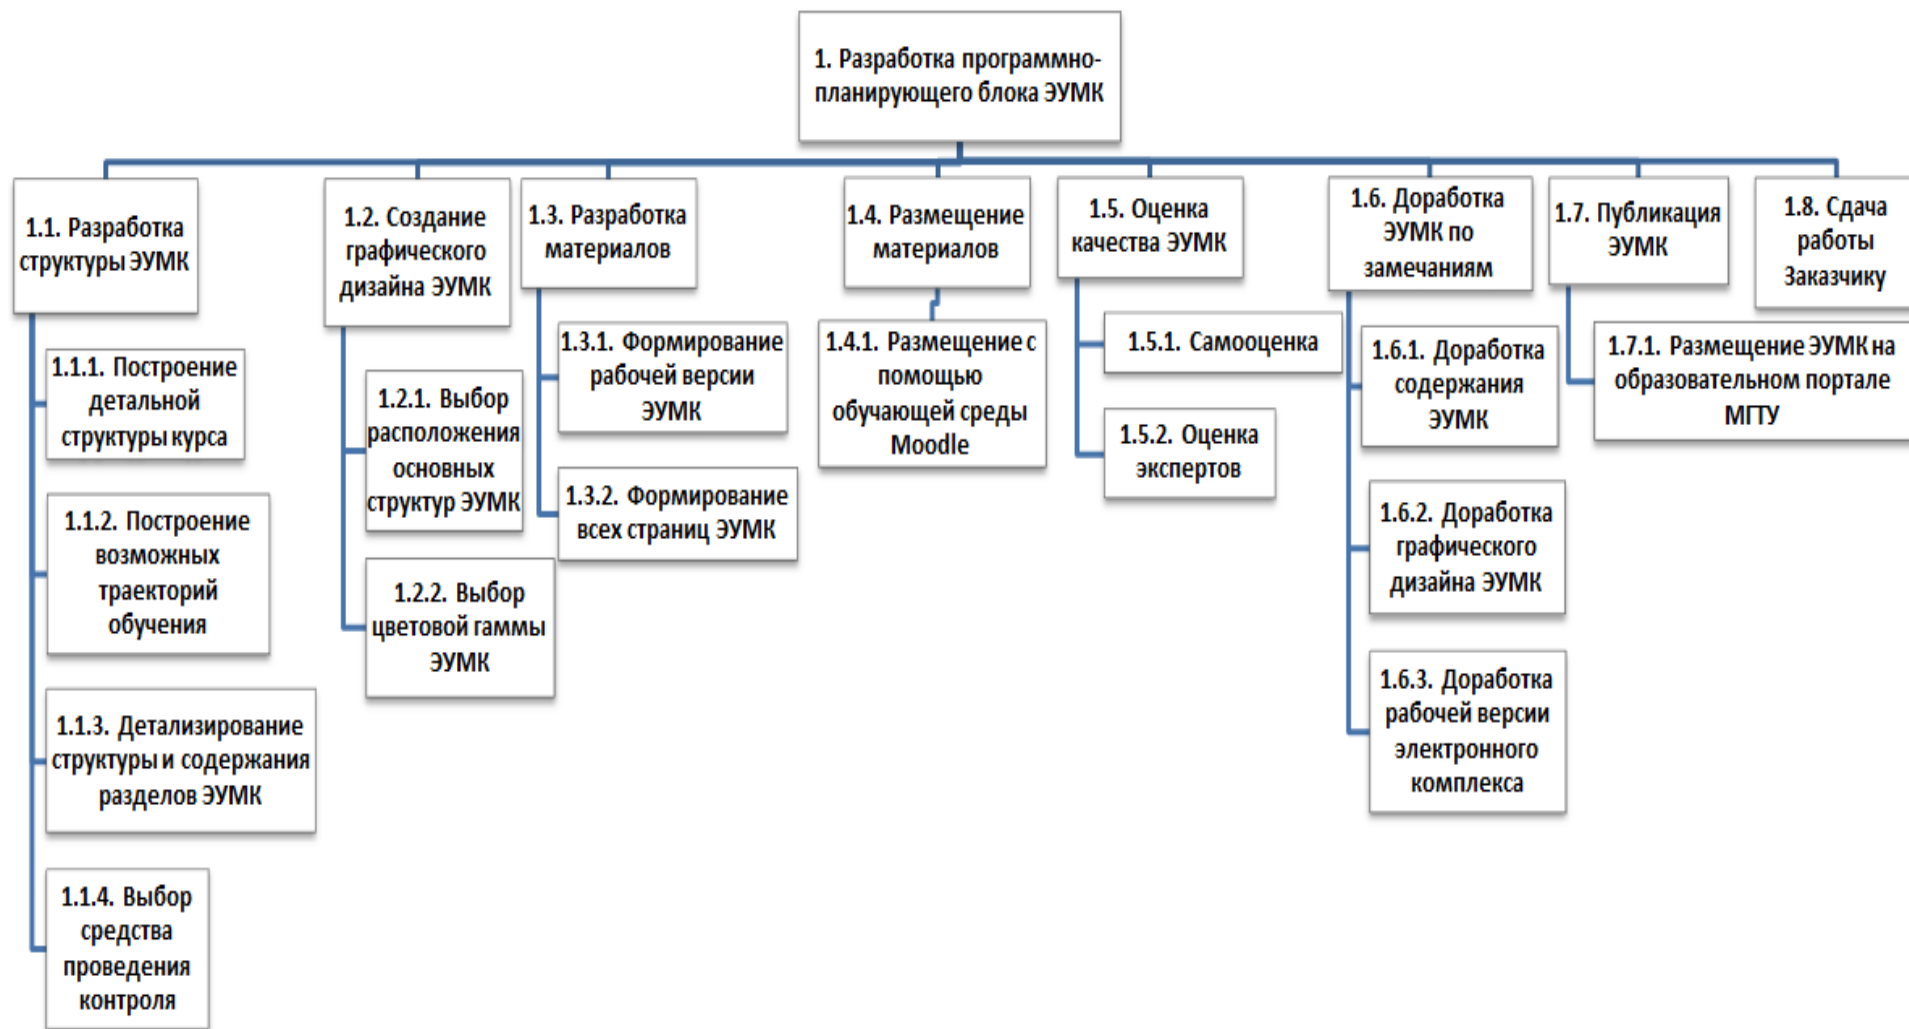 1. Разработка программно-
планирующего блока ЭУМК
1.1. Разработка
структуры ЭУМК
1.1.1. Построение
детальной
структуры курса
1.1.2. Построение
возможных
траекторий
обучения
1.1.3. Детализирование
структуры и содержания
разделов ЭУМК
1.1.4. Выбор
средства
проведения
контроля
1.2. Создание
графического
дизайна ЭУМК
1.2.1. Выбор
расположения
основных
структур ЭУМК
1.2.2. Выбор
цветовой гаммы
ЭУМК
1.3. Разработка
материалов
1.3.1. Формирование
рабочей версии
ЭУМК
1.3.2. Формирование
всех страниц ЭУМК
1.4. Размещение
материалов
1.4.1. Размещение с
помощью
обучающей среды
Moodle
1.5. Оценка
качества ЭУМК
1.5.1. Самооценка
1.5.2. Оценка
экспертов
1.6. Доработка
ЭУМК по
замечаниям
1.6.1. Доработка
содержания
ЭУМК
1.6.2. Доработка
графического
дизайна ЭУМК
1.6.3. Доработка
рабочей версии
электронного
комплекса
1.7. Публикация
ЭУМК
1.7.1. Размещение ЭУМК на
образовательном портале
МГТУ
1.8. Сдача
работы
Заказчику